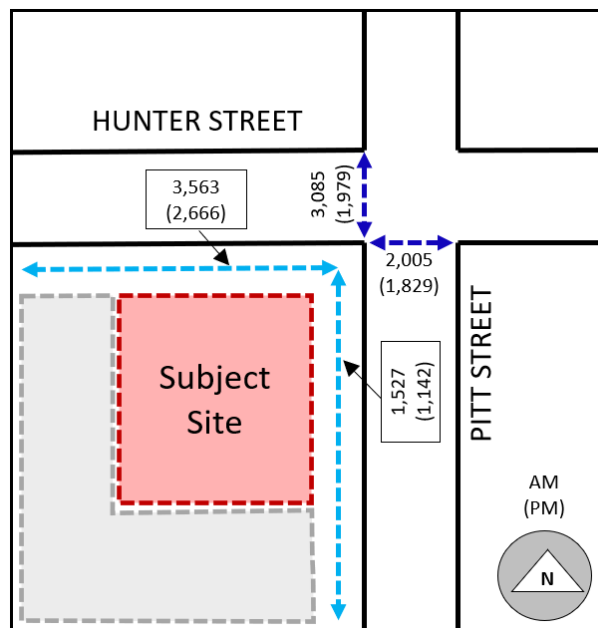 HUNTER STREET
3,563
(2,666)
3,085
(1,979)
2,005
(1,829)
Subject
Site
1,527
(1,142)
PITT STREET
AM
(PM)
N